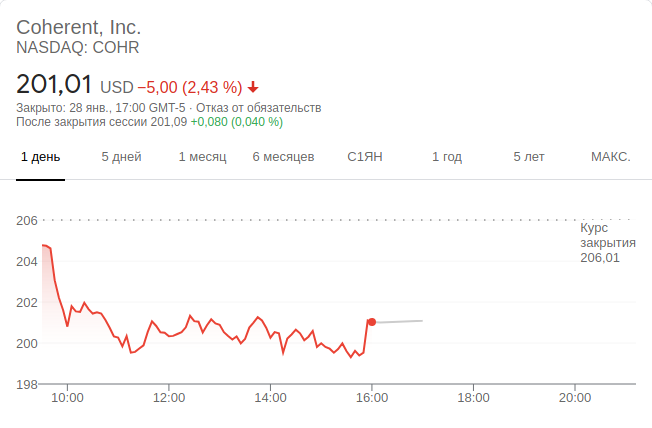 Coherent, Inc.
NASDAQ: COHR
201,01 USD −5,00 (2,43 %)
Закрыто: 28 янв., 17:00 GMT-5 · Отказ от обязательств
После закрытия сессии 201,09 +0,080 (0,040 %)
1 день 5 дней 1 месяц 6 месяцев С1ЯН 1 год 5 лет МАКС.
206
Курс
закрытия
206,01
204
202
200
198
10:00 12:00 14:00 16:00 18:00 20:00